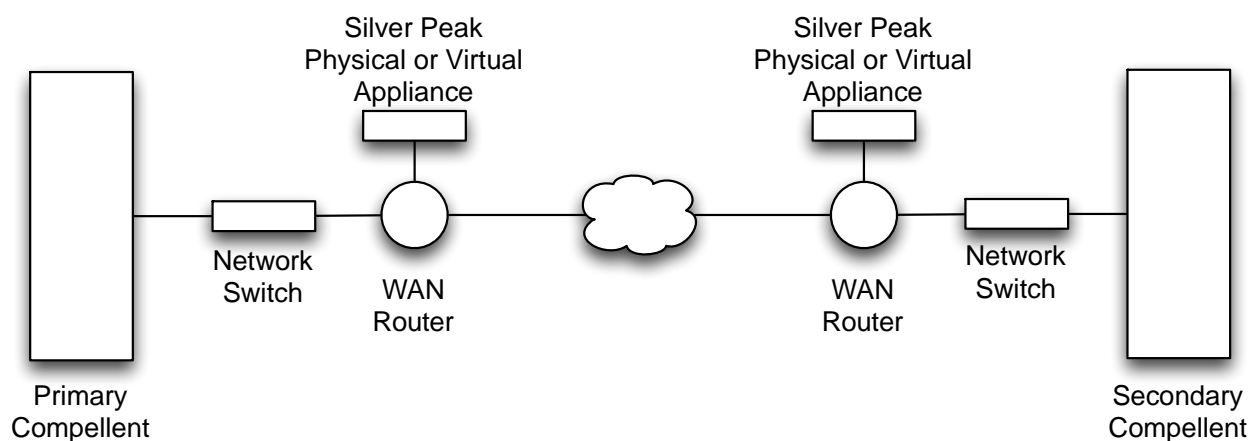 Silver Peak
Physical or Virtual
Appliance
Silver Peak
Physical or Virtual
Appliance
Network
Switch
WAN
Router
WAN
Router
Network
Switch
Primary
Compellent
Secondary
Compellent